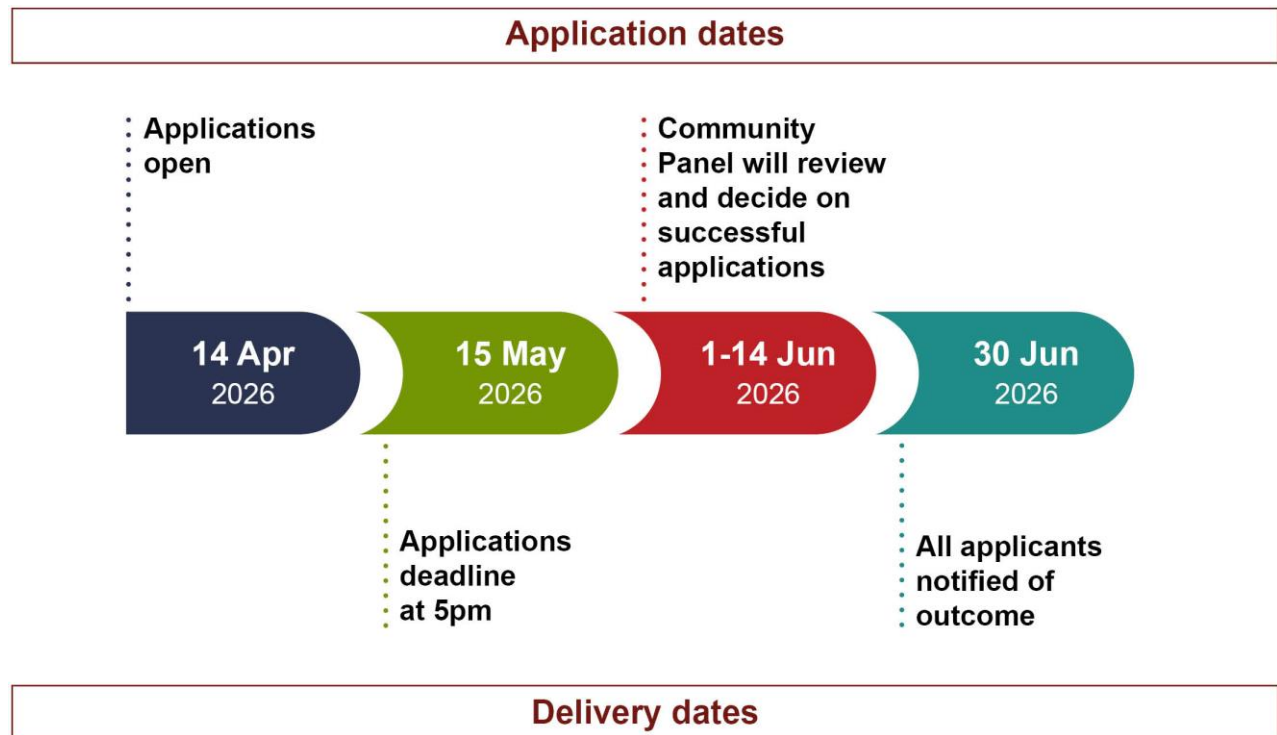 Application dates
Applications
open
Community
Panel will review
and decide on
successful
applications
14 Apr
2026
15 May
2026
1-14 Jun
2026
30 Jun
2026
Applications
deadline
at 5pm
All applicants
notified of
outcome
Delivery dates